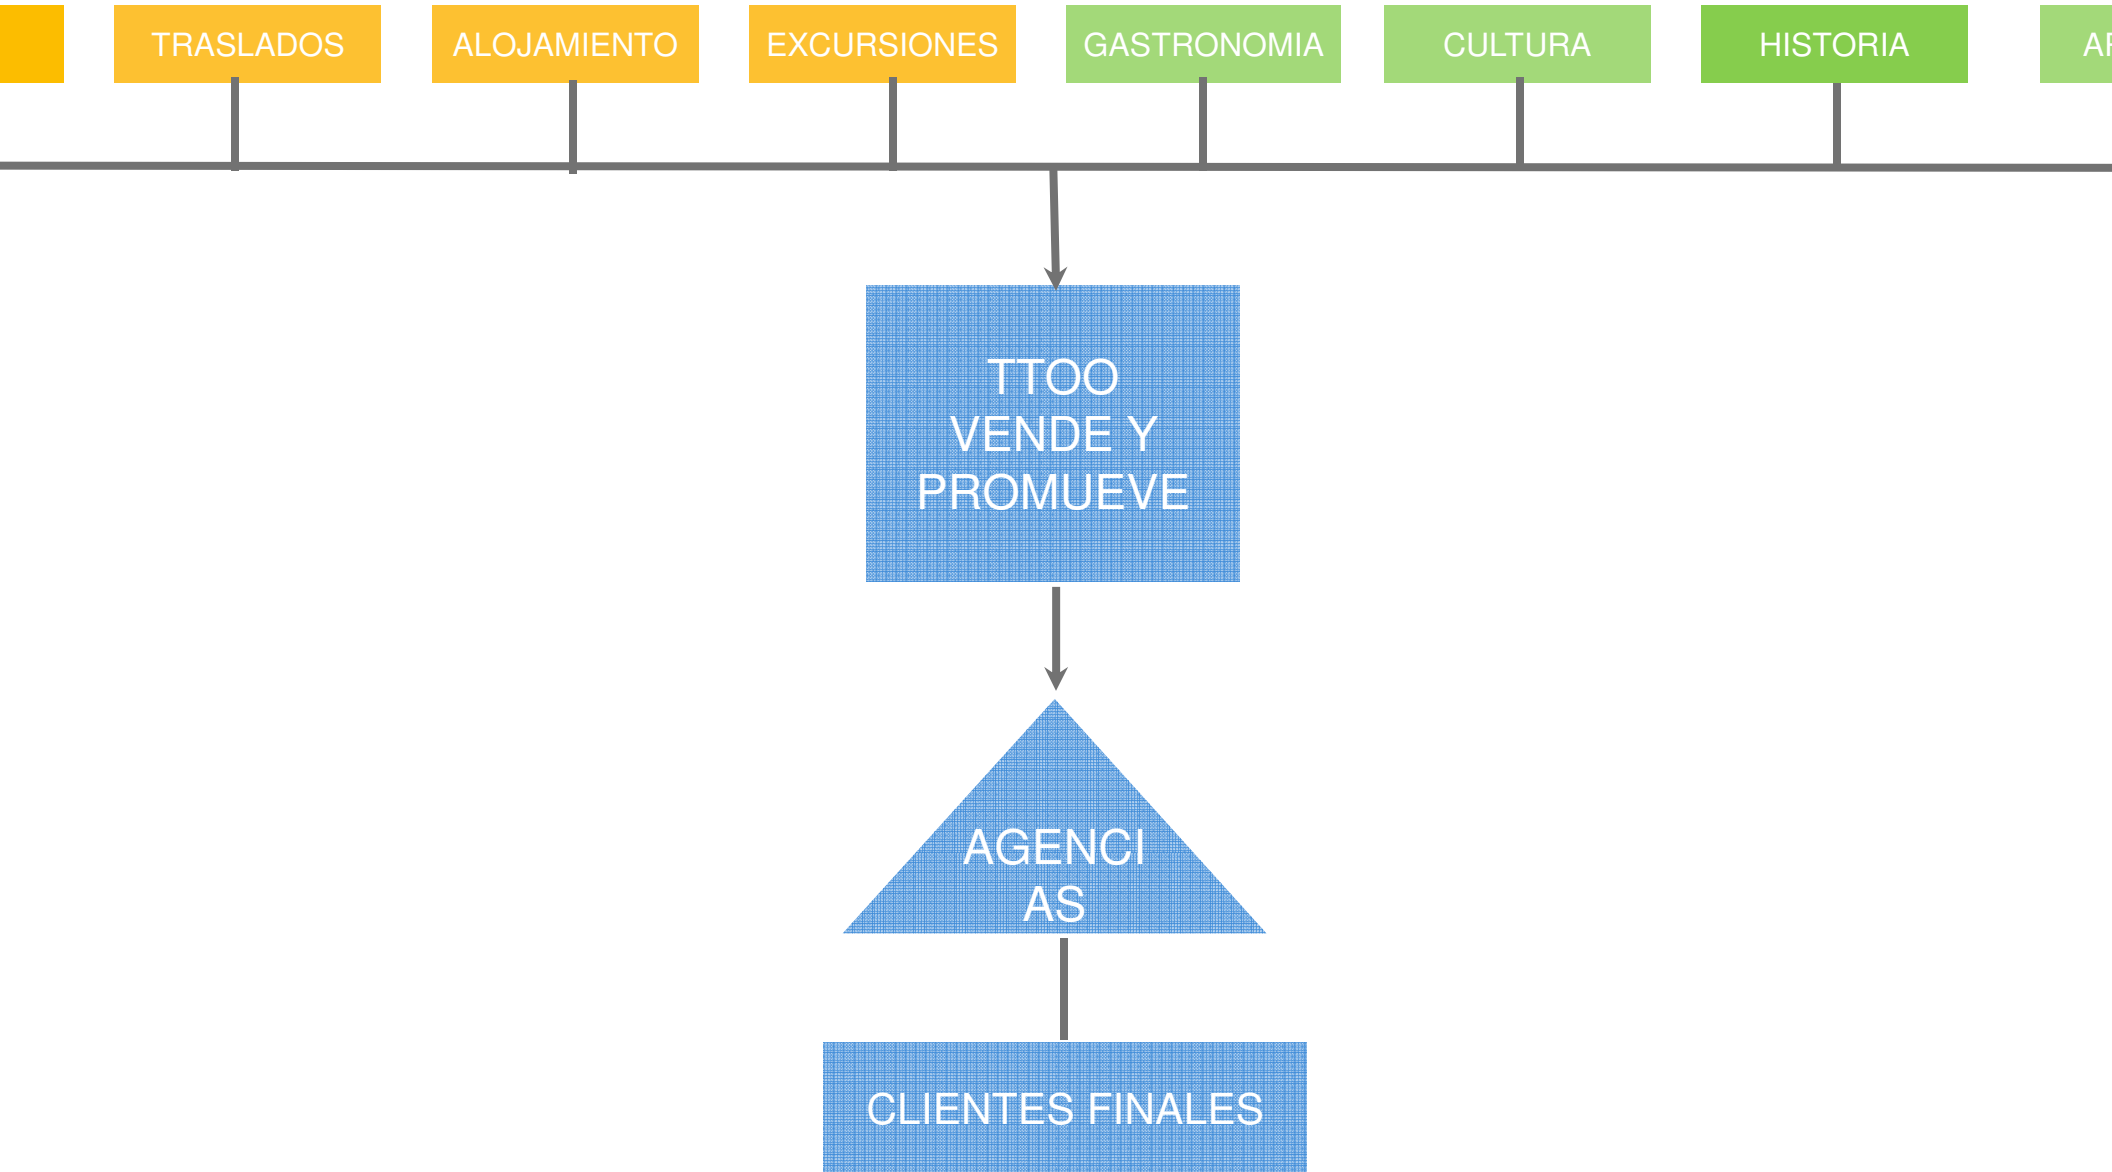 TRASLADOS
ALOJAMIENTO
EXCURSIONES
GASTRONOMIA
CULTURA
HISTORIA
TTOO
VENDE Y
PROMUEVE
AGENCI
AS
CLIENTES FINALES